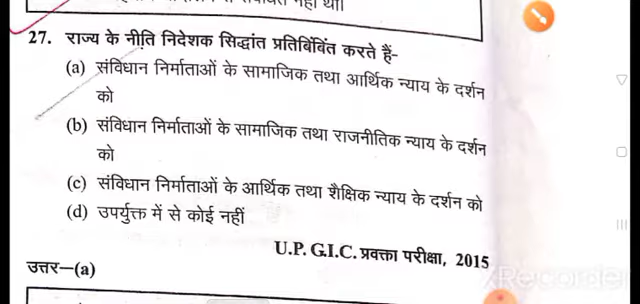 27. राज्य के नीति निदेशक सिद्धांत प्रतिबिंबित करते हैं-
(a) संविधान निर्माताओं के सामाजिक तथा आर्थिक न्याय के दर्शन
को
(b) संविधान निर्माताओं के सामाजिक तथा राजनीतिक न्याय के दर्शन
को
(c) संविधान निर्माताओं के आर्थिक तथा शैक्षिक न्याय के दर्शन को
(d) उपर्युक्त में से कोई नहीं
U.P. G.I.C. प्रवक्ता परीक्षा, 2015
उत्तर–(a)
XRecorder